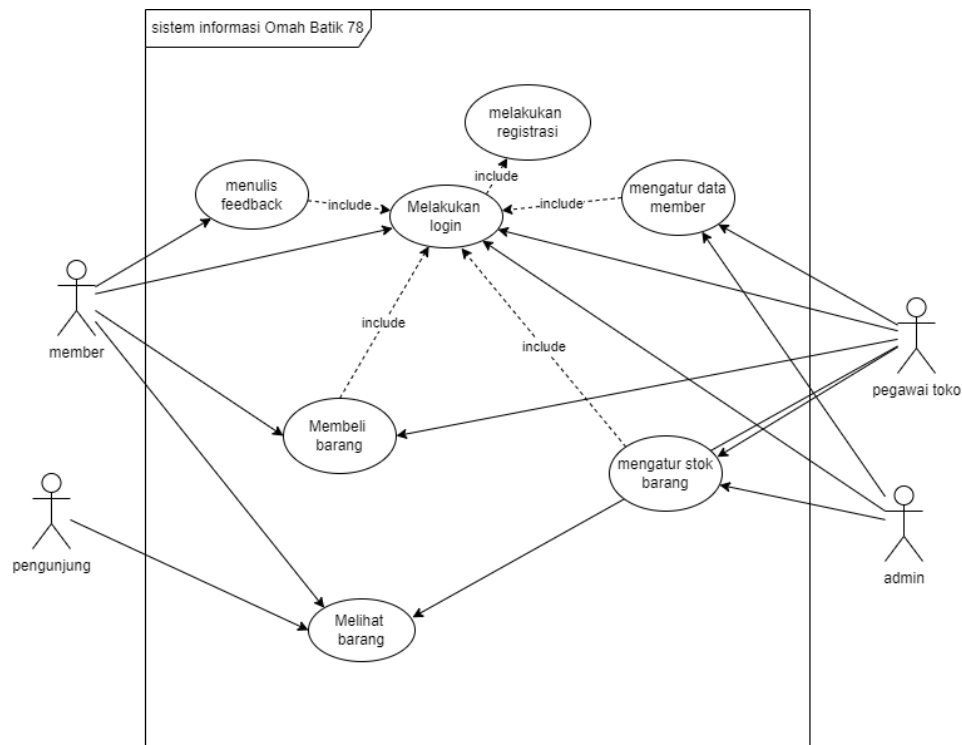 sistem informasi Omah Batik 78
melakukan
registrasi
include
menulis
feedback
include
Melakukan
login
include
mengatur data
member
member
include
include
pegawai toko
Membeli
barang
mengatur stok
barang
pengunjung
admin
Melihat
barang